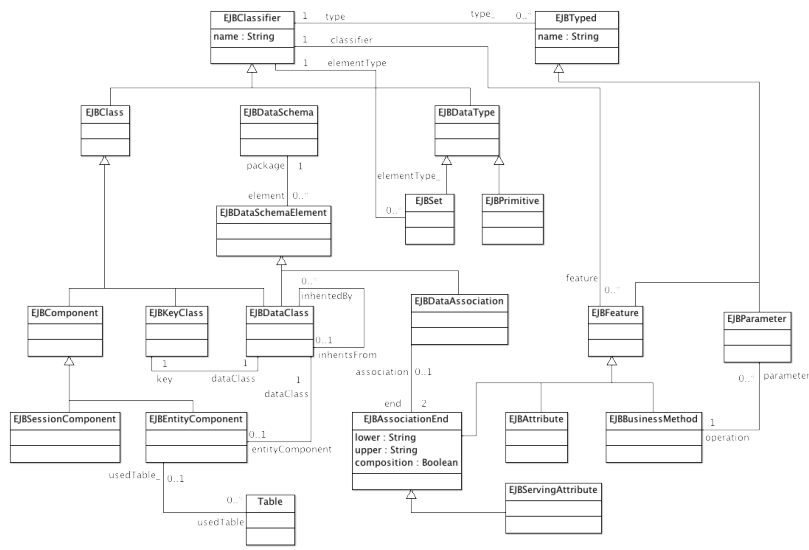 EJBClassifier
1 type
type_ 0..*
EJBTyped
name : String
name : String
1 classifier
1 elementType
EJBClass
EJBDataSchema
EJBDataType
package 1
elementType_
element 0..*
EJBDataSchemaElement
0..*
EJBSet
EJBPrimitive
feature
0..*
0..*
inheritedBy
EJBComponent
EJBKeyClass
EJBDataClass
EJBDataAssociation
EJBFeature
EJBParameter
0..1
inheritsFrom
1
key
1
dataClass
1
dataClass
association 0..1
0..*
parameter
end 2
EJBSessionComponent
EJBEntityComponent
EJBAssociationEnd
EJBAttribute
EJBBusinessMethod
1
operation
lower : String
upper : String
composition : Boolean
0..1
entityComponent
usedTable_ 0..1
0..*
usedTable
Table
EJBServingAttribute